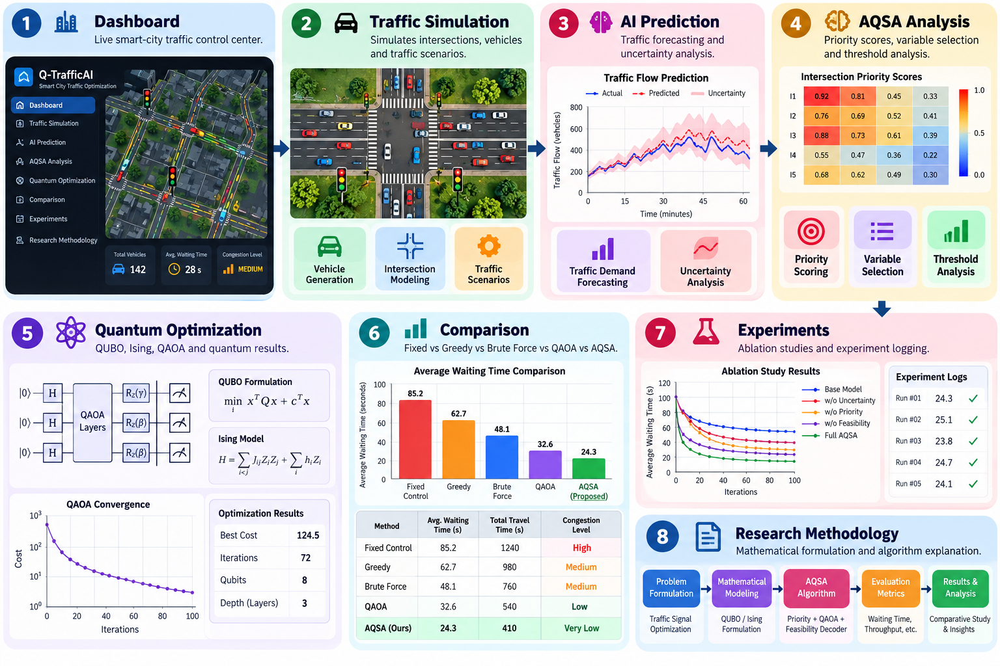 1
Dashboard
Live smart-city traffic control center.
Q-TrafficAI
Smart City Traffic Optimization
Dashboard
Traffic Simulation
AI Prediction
AQSA Analysis
Quantum Optimization
Comparison
Experiments
Research Methodology
Total Vehicles
142
Avg. Waiting Time
28 s
Congestion Level
MEDIUM
2
Traffic Simulation
Simulates intersections, vehicles
and traffic scenarios.
Vehicle
Generation
Intersection
Modeling
Traffic
Scenarios
3
AI Prediction
Traffic forecasting and
uncertainty analysis.
Traffic Flow Prediction
Actual Predicted Uncertainty
Traffic Flow (vehcles)
800
600
400
200
0
0 15 30 45 60
Time (minutes)
Traffic Demand
Forecasting
Uncertainty
Analysis
4
AQSA Analysis
Priority scores, variable selection
and threshold analysis.
Intersection Priority Scores
I1 0.92 0.81 0.45 0.33
I2 0.76 0.69 0.52 0.41
I3 0.88 0.73 0.61 0.39
I4 0.55 0.47 0.36 0.22
I5 0.68 0.62 0.49 0.30
1.0
0.5
0.0
Priority
Scoring
Variable
Selection
Threshold
Analysis
5
Quantum Optimization
QUBO, Ising, QAOA and quantum results.
|0⟩ H R_z(γ)
|0⟩ H QAOA Layers R_z(β)
|0⟩ H R_z(β)
QUBO Formulation
min_i x^T Qx + c^T x
Ising Model
H = ∑_{i<j} J_{ij}Z_iZ_j + ∑_i h_iZ_i
QAOA Convergence
Cost
10³
10²
10¹
10⁰
0 20 40 60 80 100
Iterations
Optimization Results
Best Cost 124.5
Iterations 72
Qubits 8
Depth (Layers) 3
6
Comparison
Fixed vs Greedy vs Brute Force vs QAOA vs AQSA.
Average Waiting Time Comparison
Average Waiting Time (seconds)
100
80
60
40
20
0
85.2
62.7
48.1
32.6
24.3
Fixed
Control
Greedy
Brute
Force
QAOA
AQSA
(Proposed)
Method Avg. Waiting Time (s) Total Travel Time (s) Congestion Level
Fixed Control 85.2 1240 High
Greedy 62.7 980 Medium
Brute Force 48.1 760 Medium
QAOA 32.6 540 Low
AQSA (Ours) 24.3 410 Very Low
7
Experiments
Ablation studies and experiment logging.
Ablation Study Results
Average Waiting Time (s)
120
100
80
60
40
20
0
0 20 40 60 80 100
Iterations
Base Model
w/o Uncertainty
w/o Priority
w/o Feasibility
Full AQSA
Experiment Logs
Run #01 24.3 ✓
Run #02 25.1 ✓
Run #03 23.8 ✓
Run #04 24.7 ✓
Run #05 24.1 ✓
8
Research Methodology
Mathematical formulation and algorithm explanation.
Problem
Formulation
Traffic Signal
Optimization
Mathematical
Modeling
QUBO / Ising
Formulation
AQSA
Algorithm
Priority + QAOA +
Feasibility Decoder
Evaluation
Metrics
Waiting Time,
Throughput, etc.
Results &
Analysis
Comparative Study
& Insights